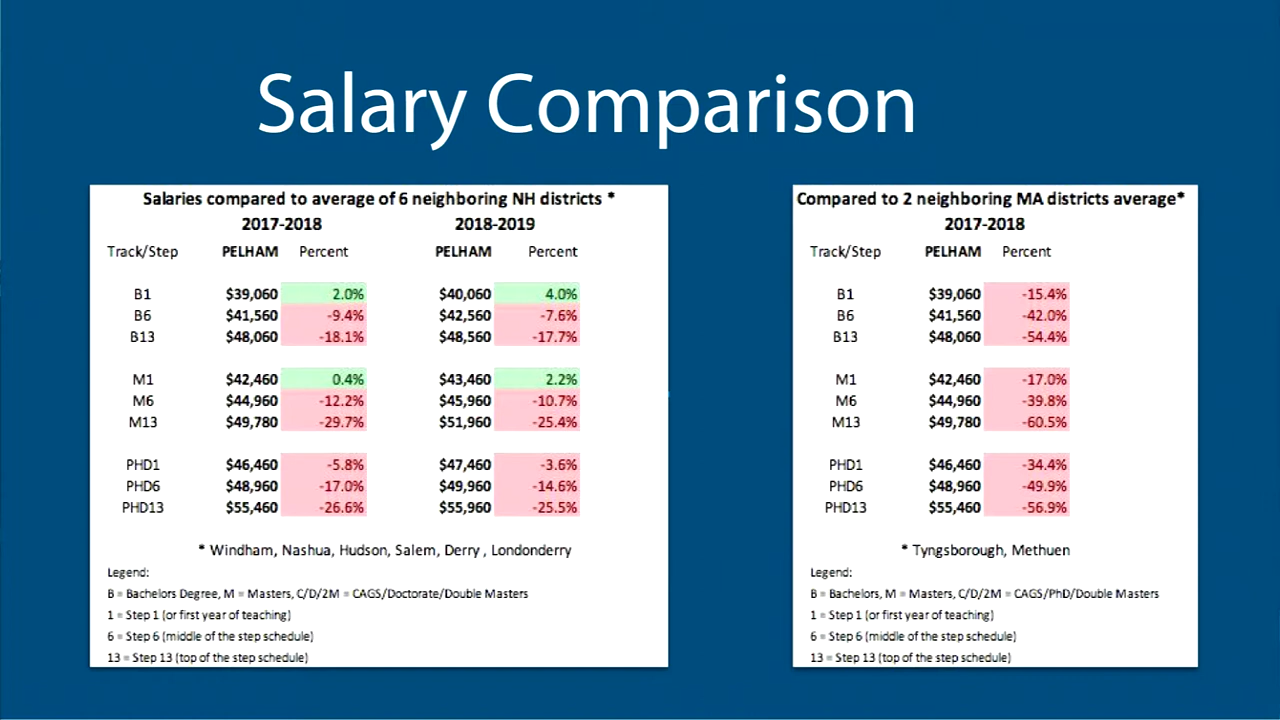 Salary Comparison
Salaries compared to average of 6 neighboring NH districts *
2017-2018 2018-2019
Track/Step PELHAM Percent PELHAM Percent
B1 $39,060 2.0% $40,060 4.0%
B6 $41,560 -9.4% $42,560 -7.6%
B13 $48,060 -18.1% $48,560 -17.7%
M1 $42,460 0.4% $43,460 2.2%
M6 $44,960 -12.2% $45,960 -10.7%
M13 $49,780 -29.7% $51,960 -25.4%
PHD1 $46,460 -5.8% $47,460 -3.6%
PHD6 $48,960 -17.0% $49,960 -14.6%
PHD13 $55,460 -26.6% $55,960 -25.5%
* Windham, Nashua, Hudson, Salem, Derry , Londonderry
Legend:
B = Bachelors Degree, M = Masters, C/D/2M = CAGS/Doctorate/Double Masters
1 = Step 1 (or first year of teaching)
6 = Step 6 (middle of the step schedule)
13 = Step 13 (top of the step schedule)
Compared to 2 neighboring MA districts average*
2017-2018
Track/Step PELHAM Percent
B1 $39,060 -15.4%
B6 $41,560 -42.0%
B13 $48,060 -54.4%
M1 $42,460 -17.0%
M6 $44,960 -39.8%
M13 $49,780 -60.5%
PHD1 $46,460 -34.4%
PHD6 $48,960 -49.9%
PHD13 $55,460 -56.9%
* Tyngsborough, Methuen
Legend:
B = Bachelors, M = Masters, C/D/2M = CAGS/PhD/Double Masters
1 = Step 1 (or first year of teaching)
6 = Step 6 (middle of the step schedule)
13 = Step 13 (top of the step schedule)